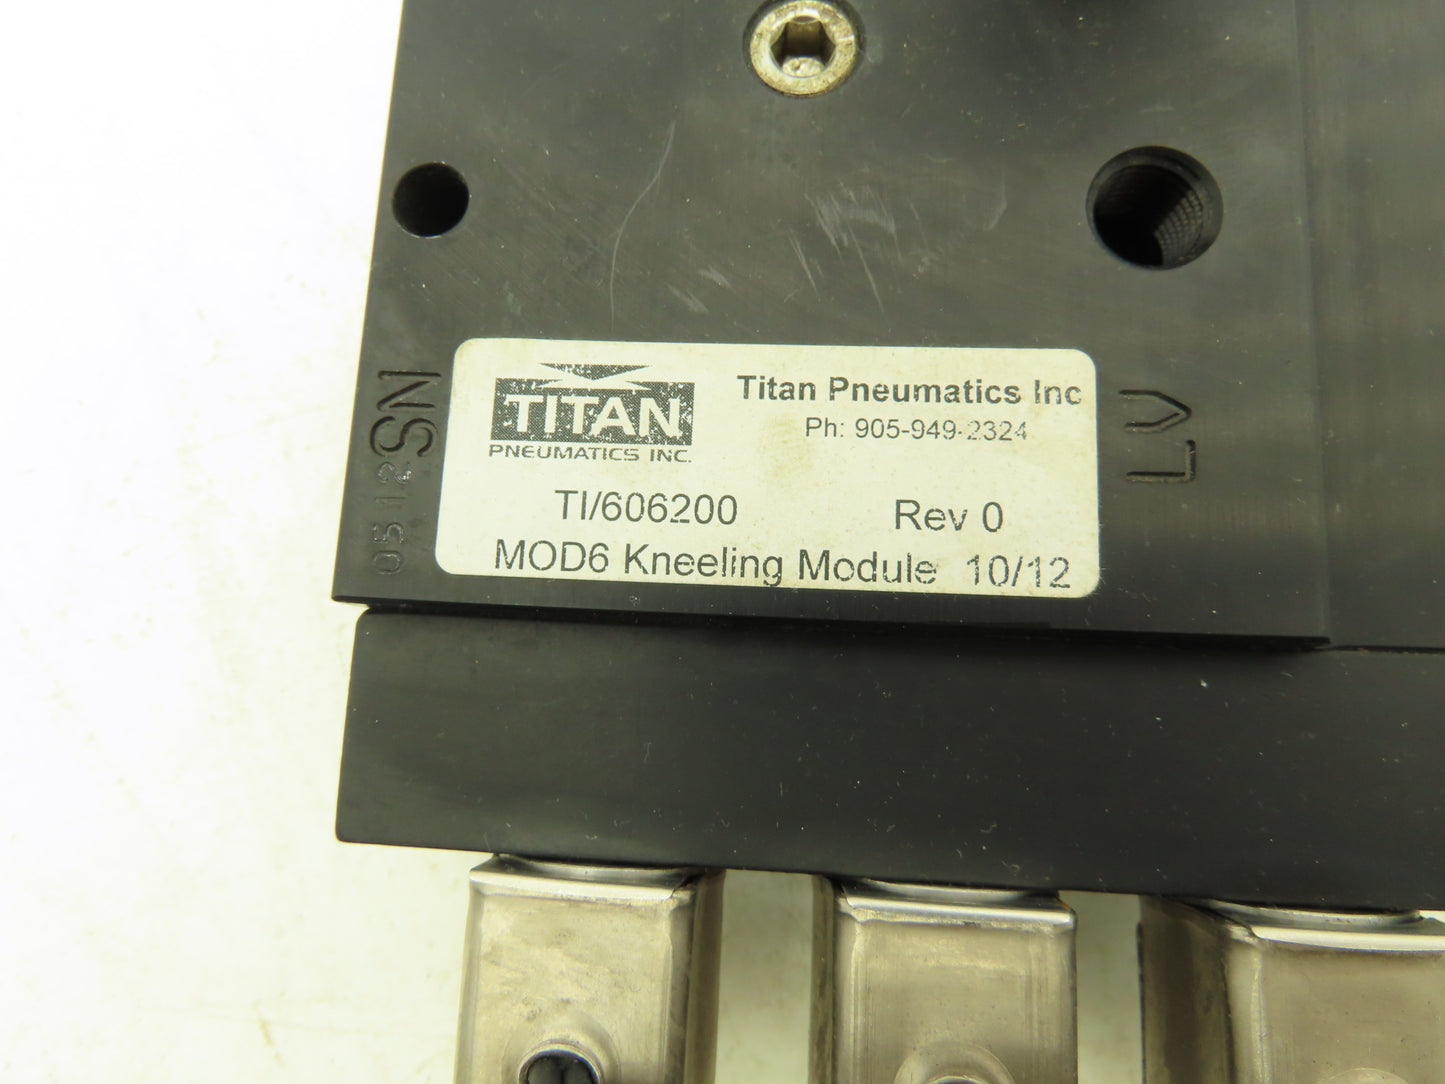 TITAN
PNEUMATICS INC.
Titan Pneumatics Inc
Ph: 905-949-2324
TI/606200
Rev 0
MOD6 Kneeling Module 10/12
SN
0512
LV